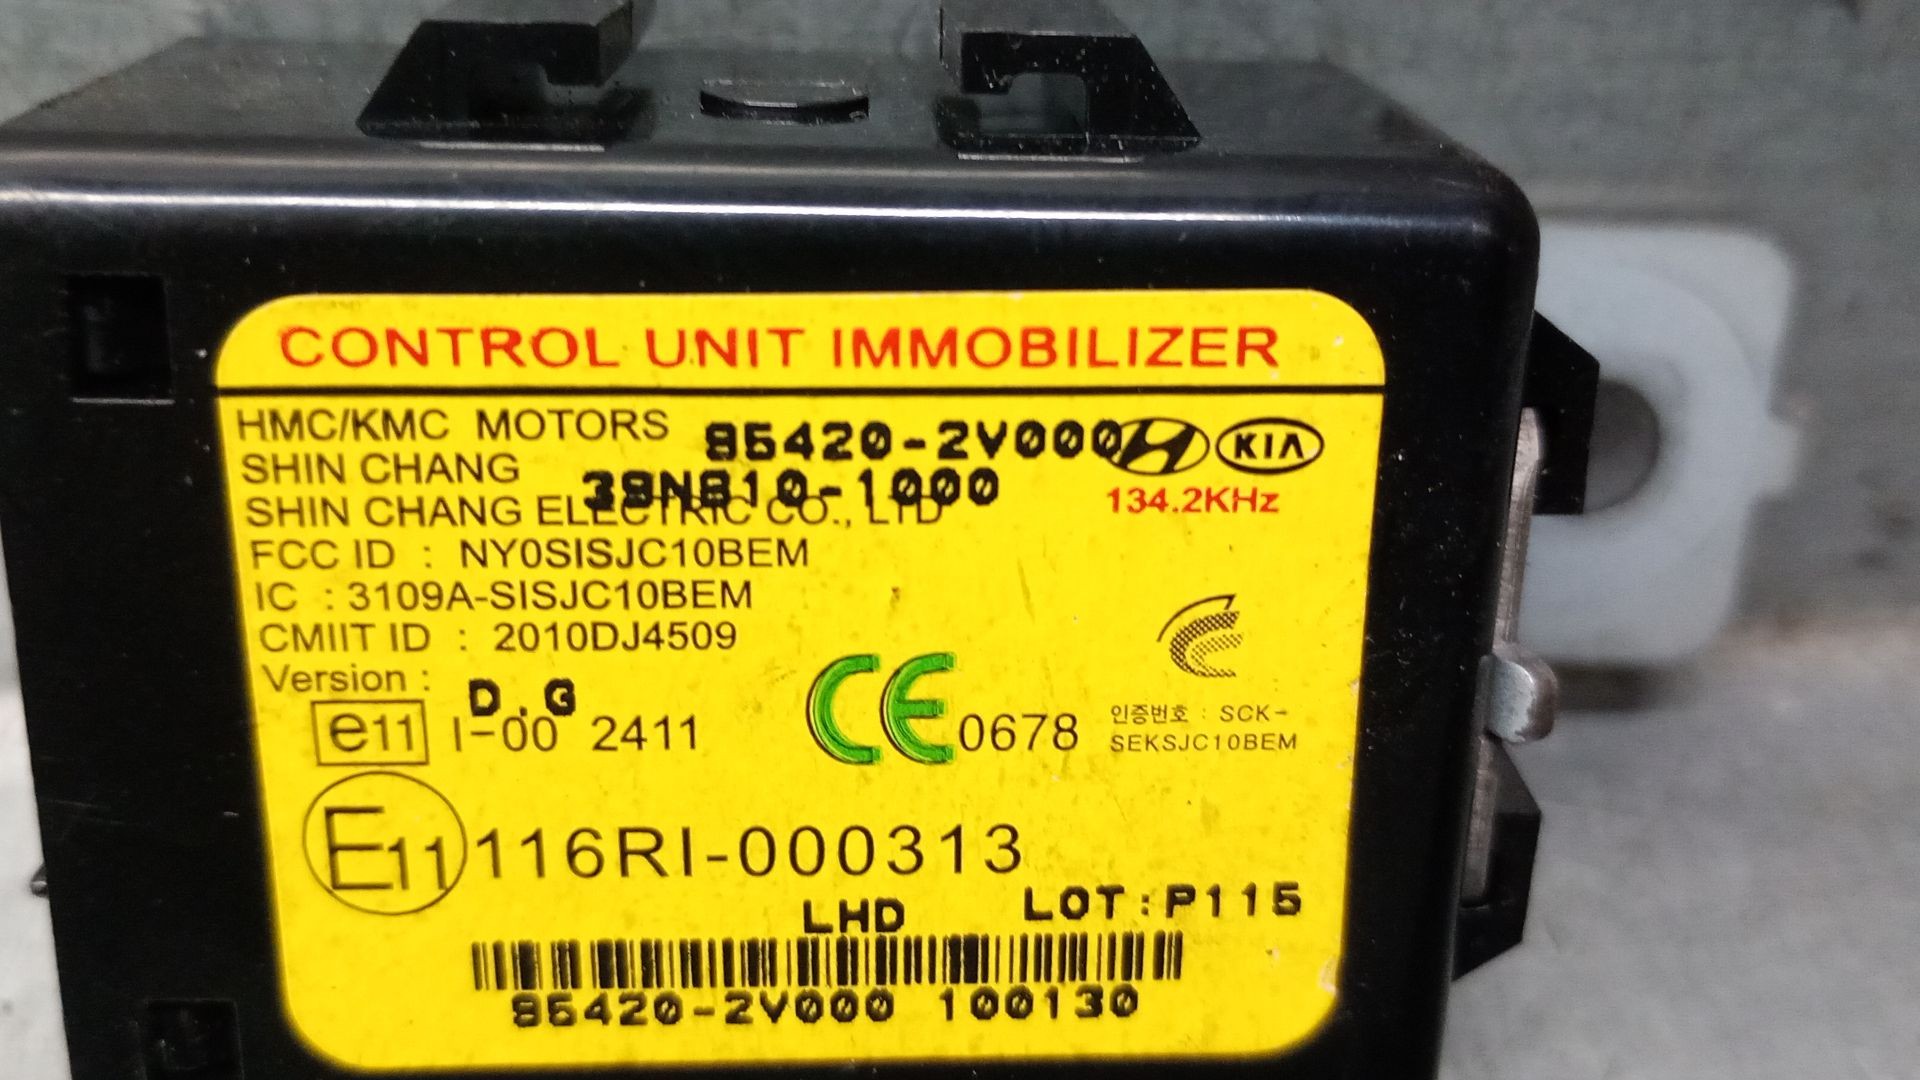 CONTROL UNIT IMMOBILIZER
HMC/KMC MOTORS 95420-2V000 KIA
SHIN CHANG 39N810-1000
134.2KHz
SHIN CHANG ELECTRIC CO., LTD
FCC ID : NY0SISJC10BEM
IC : 3109A-SISJC10BEM
CMIIT ID : 2010DJ4509
Version : D.G
e11 I-00 2411
CE 0678
인증번호 : SCK-
SEKSJC10BEM
E11 116RI-000313
LHD LOT:P115
95420-2V000 100130